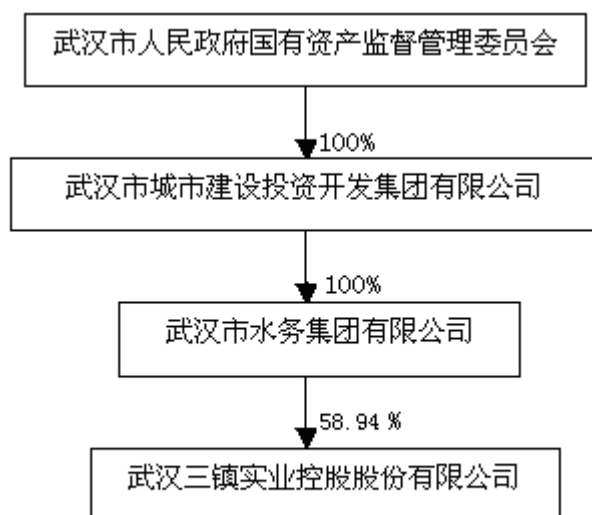 武汉市人民政府国有资产监督管理委员会
100%
武汉市城市建设投资开发集团有限公司
100%
武汉市水务集团有限公司
58.94 %
武汉三镇实业控股股份有限公司